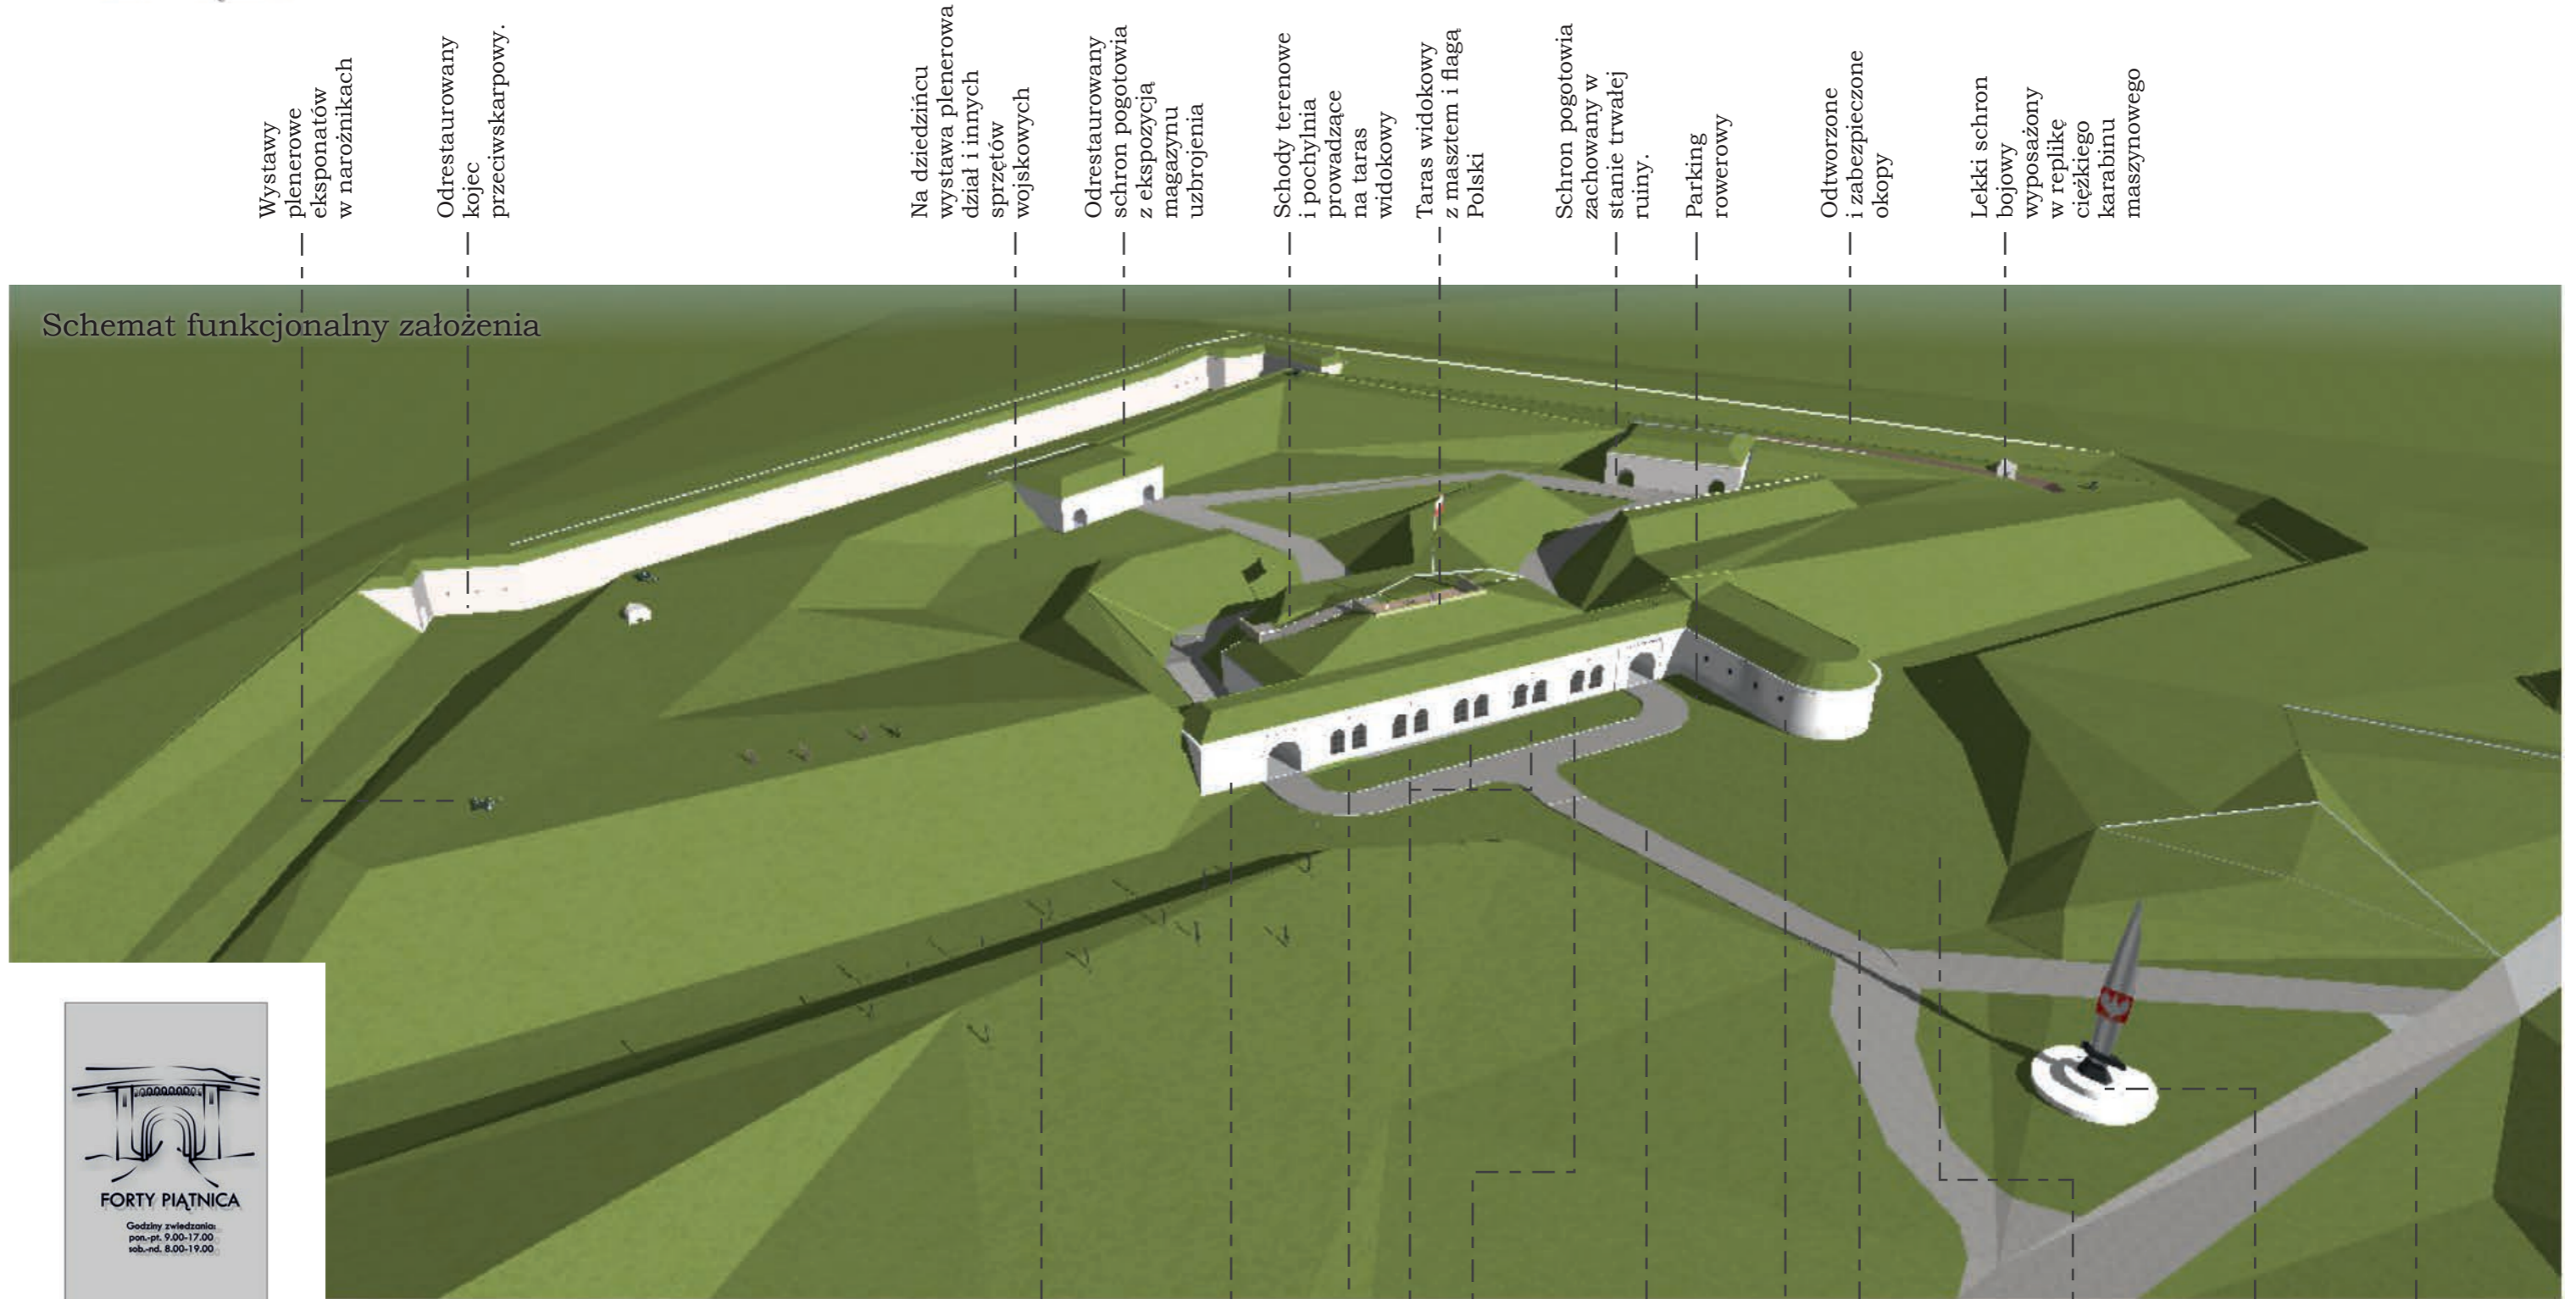 Wystawy
plenerowe
eksponatów
w narożnikach
Odrestaurowany
kojec
przeciwskarpowy.
Na dziedzińcu
wystawa plenerowa
dział i innych
sprzętów
wojskowych
Odrestaurowany
schron pogotowia
z ekspozycją
magazynu
uzbrojenia
Schody terenowe
i pochylnia
prowadzące
na taras
widokowy
Taras widokowy
z masztem i flagą
Polski
Schron pogotowia
zachowany w
stanie trwałej
ruiny.
Parking
rowerowy
Odtworzone
i zabezpieczone
okopy
Lekki schron
bojowy
wyposażony
w replikę
ciężkiego
karabinu
maszynowego
Schemat funkcjonalny założenia
FORTY PIĄTNICA
Godziny zwiedzania:
pon.-pt. 9.00-17.00
sob.-nd. 8.00-19.00